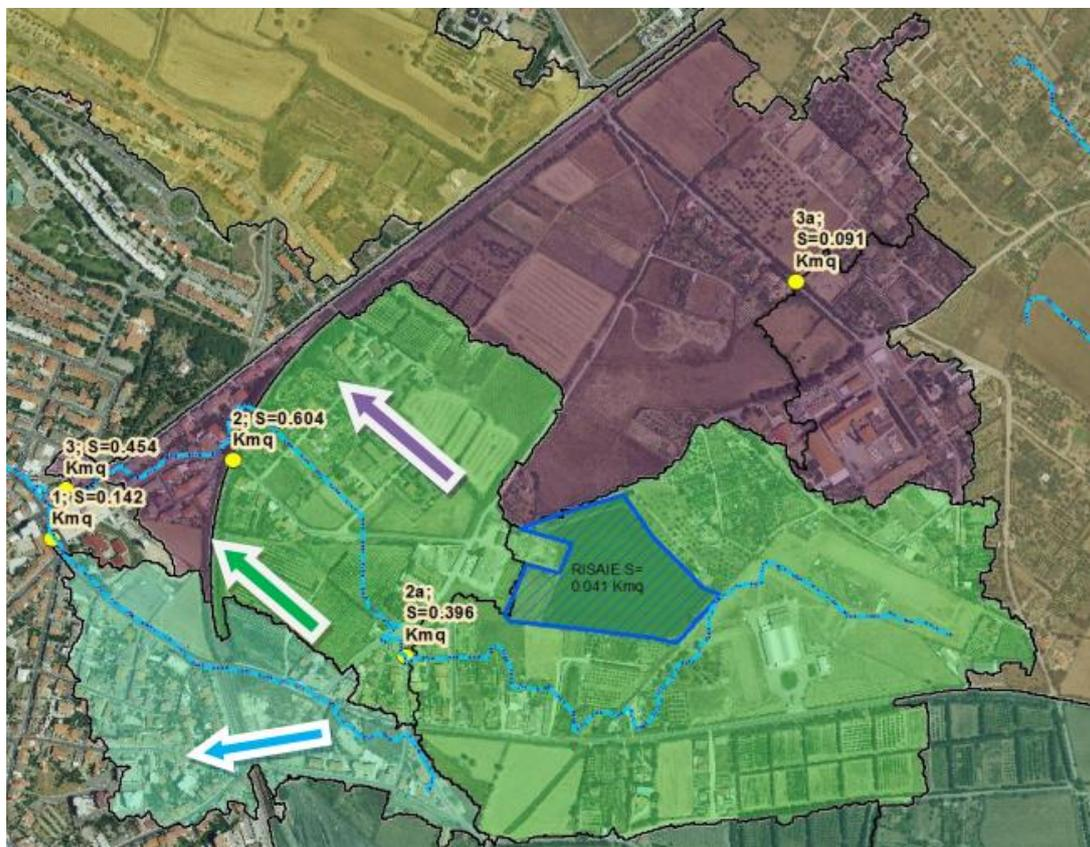 3a;
S=0.091
Kmq
2; S=0.604
Kmq
3; S=0.454
Kmq
1; S=0.142
Kmq
RISAIE S=
0.041 Kmq
2a;
S=0.396
Kmq